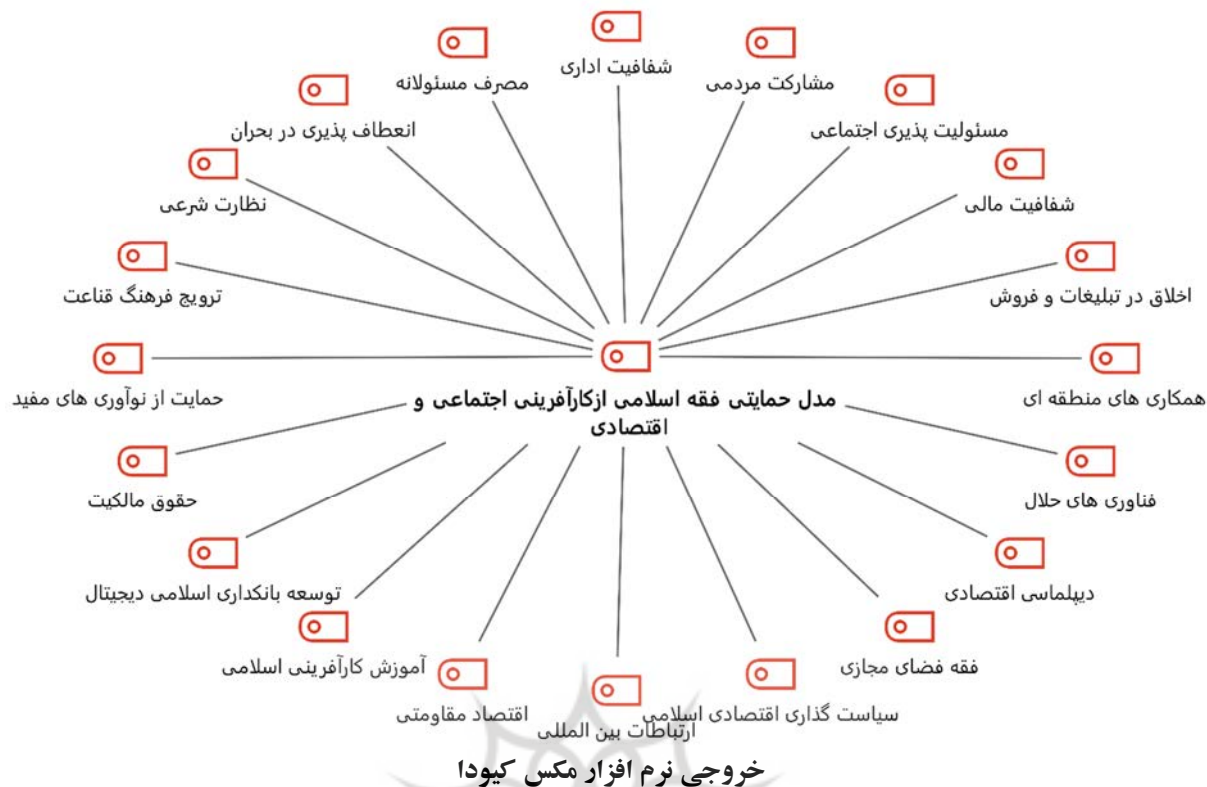 شفافیت اداری
مشارکت مردمی
مصرف مسئولانه
مسئولیت پذیری اجتماعی
انعطاف پذیری در بحران
شفافیت مالی
نظارت شرعی
اخلاق در تبلیغات و فروش
ترویج فرهنگ قناعت
همکاری های منطقه ای
مدل حمایتی فقه اسلامی ازکارآفرینی اجتماعی و
اقتصادی
حمایت از نوآوری های مفید
فناوری های حلال
حقوق مالکیت
دیپلماسی اقتصادی
توسعه بانکداری اسلامی دیجیتال
فقه فضای مجازی
آموزش کارآفرینی اسلامی
سیاست گذاری اقتصادی اسلامی
اقتصاد مقاومتی
ارتباطات بین المللی
خروجی نرم افزار مکس کیودا